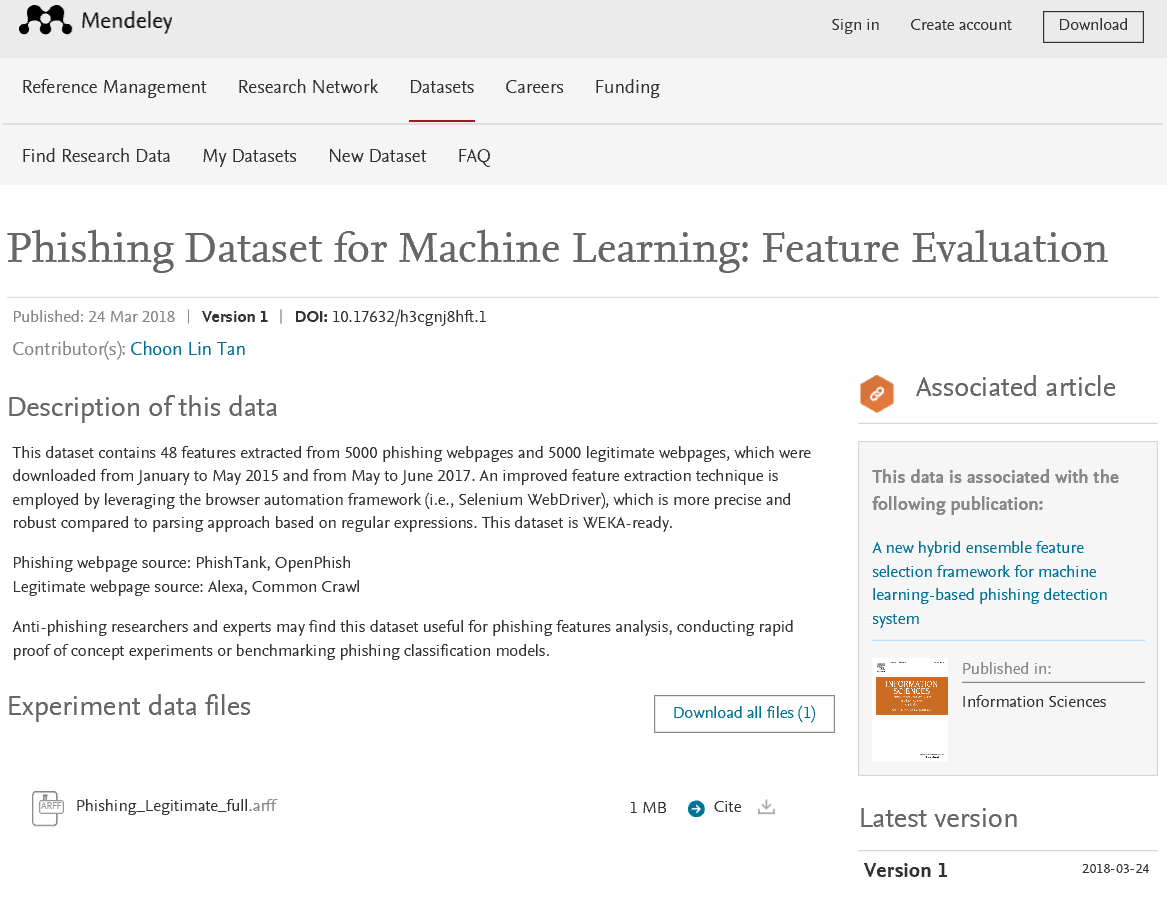 Mendeley
Sign in
Create account
Download
Reference Management
Research Network
Datasets
Careers
Funding
Find Research Data
My Datasets
New Dataset
FAQ
Phishing Dataset for Machine Learning: Feature Evaluation
Published: 24 Mar 2018 | Version 1 | DOI: 10.17632/h3cgnj8hft.1
Contributor(s): Choon Lin Tan
Description of this data
This dataset contains 48 features extracted from 5000 phishing webpages and 5000 legitimate webpages, which were
downloaded from January to May 2015 and from May to June 2017. An improved feature extraction technique is
employed by leveraging the browser automation framework (i.e., Selenium WebDriver), which is more precise and
robust compared to parsing approach based on regular expressions. This dataset is WEKA-ready.
Phishing webpage source: PhishTank, OpenPhish
Legitimate webpage source: Alexa, Common Crawl
Anti-phishing researchers and experts may find this dataset useful for phishing features analysis, conducting rapid
proof of concept experiments or benchmarking phishing classification models.
Experiment data files
Download all files (1)
ARFF
Phishing_Legitimate_full.arff
1 MB
Cite
Associated article
This data is associated with the
following publication:
A new hybrid ensemble feature
selection framework for machine
learning-based phishing detection
system
INFORMATION
SCIENCES
Published in:
Information Sciences
Latest version
Version 1
2018-03-24